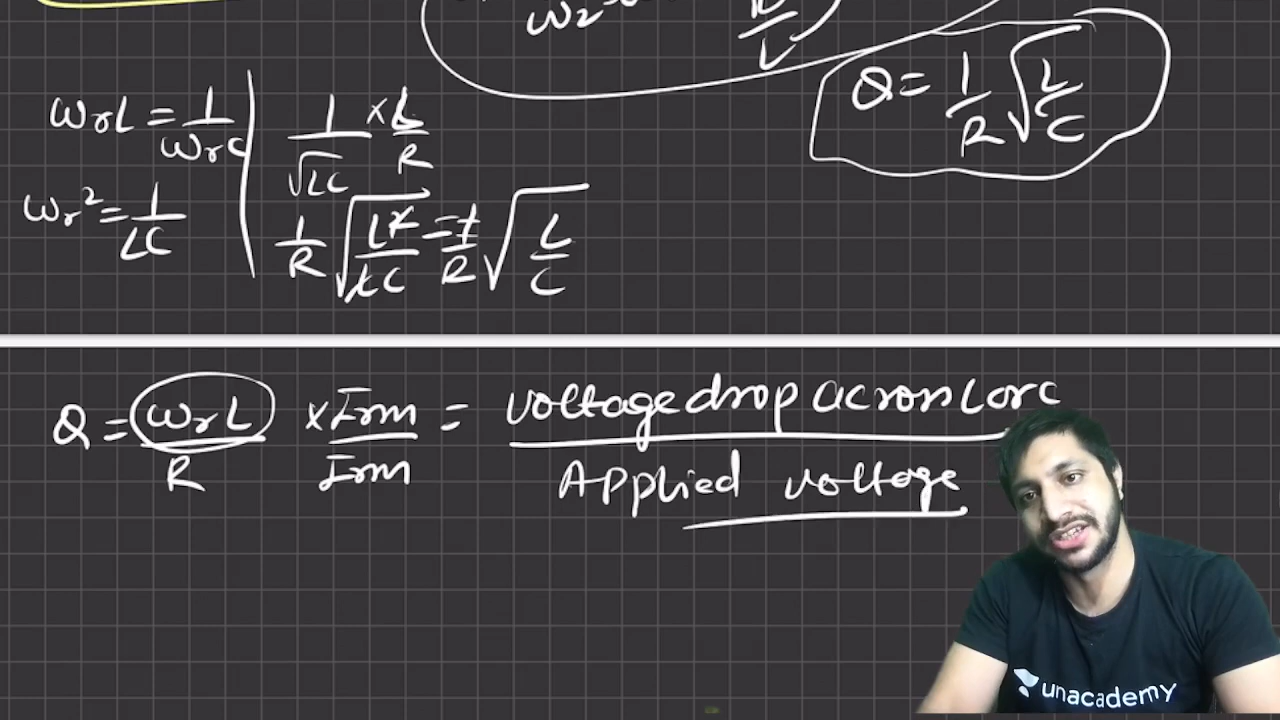 Q = 1/R √(L/C)
ωrL = 1/ωrC
1/√LC × L/R
ωr² = 1/LC
1/R √(L²/LC) = 1/R √(L/C)
Q = ωrL/R × Irm/Irm = voltage drop across L or C / Applied voltage
unacademy